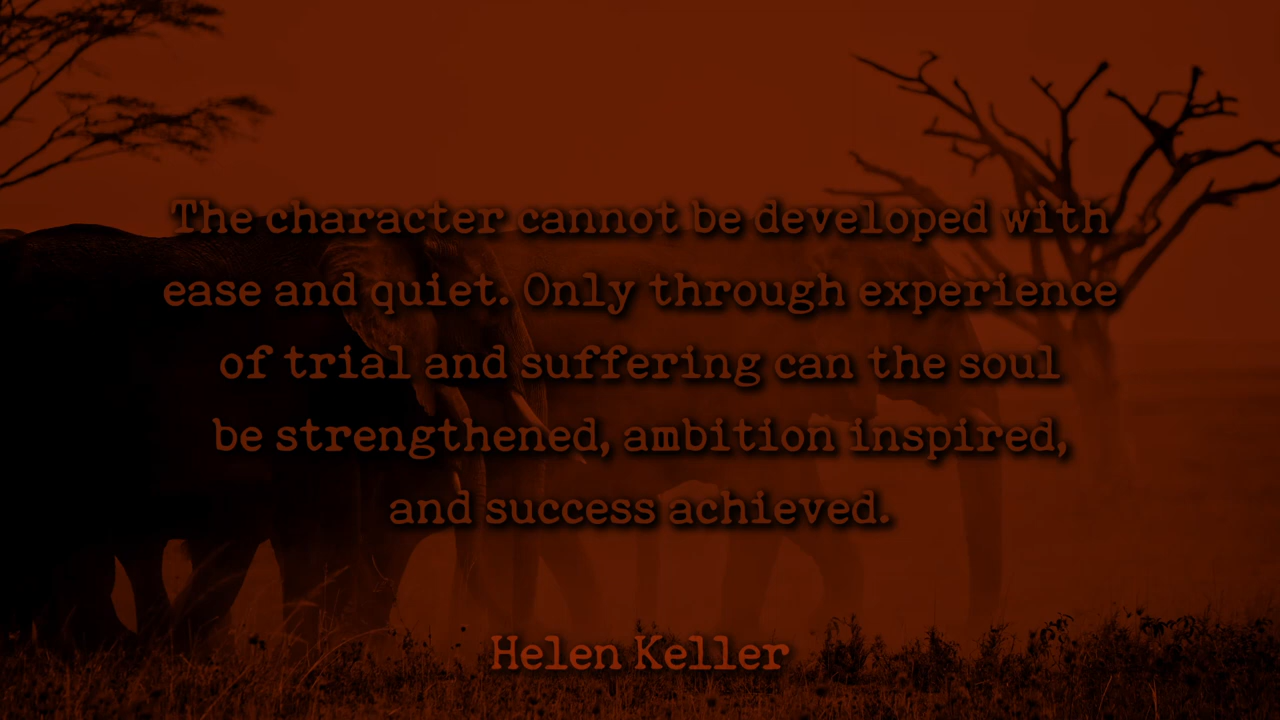 The character cannot be developed with
ease and quiet. Only through experience
of trial and suffering can the soul
be strengthened, ambition inspired,
and success achieved.
Helen Keller